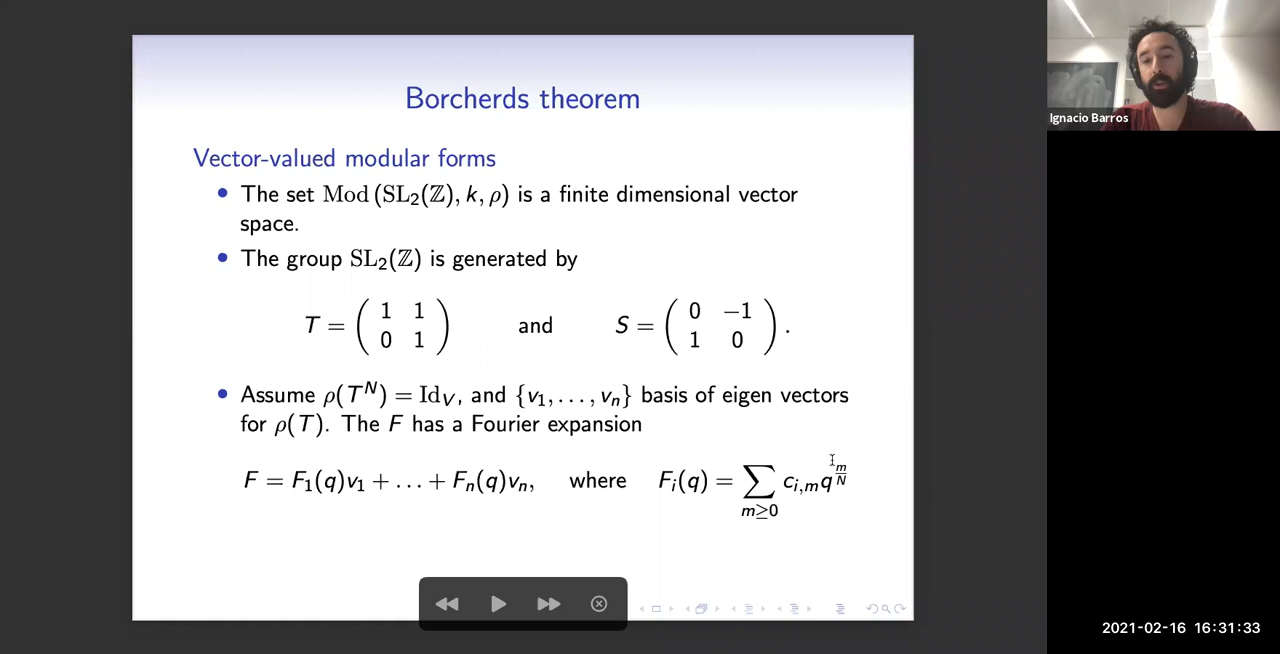 Borcherds theorem
Vector-valued modular forms
• The set Mod (SL₂(ℤ), k, ρ) is a finite dimensional vector
space.
• The group SL₂(ℤ) is generated by
T = ( 1 1 ; 0 1 ) and S = ( 0 −1 ; 1 0 ) .
• Assume ρ(T^N) = Id_V, and {v₁, . . . , vₙ} basis of eigen vectors
for ρ(T). The F has a Fourier expansion
F = F₁(q)v₁ + . . . + Fₙ(q)vₙ, where F_i(q) = ∑_{m≥0} c_{i,m} q^{m/N}
Ignacio Barros
2021-02-16 16:31:33